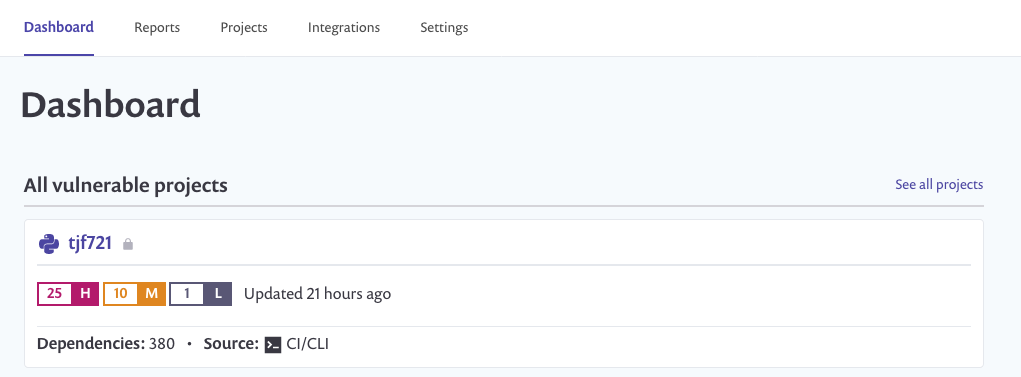 Dashboard Reports Projects Integrations Settings
Dashboard
All vulnerable projects See all projects
tjf721
25 H 10 M 1 L Updated 21 hours ago
Dependencies: 380 • Source: CI/CLI